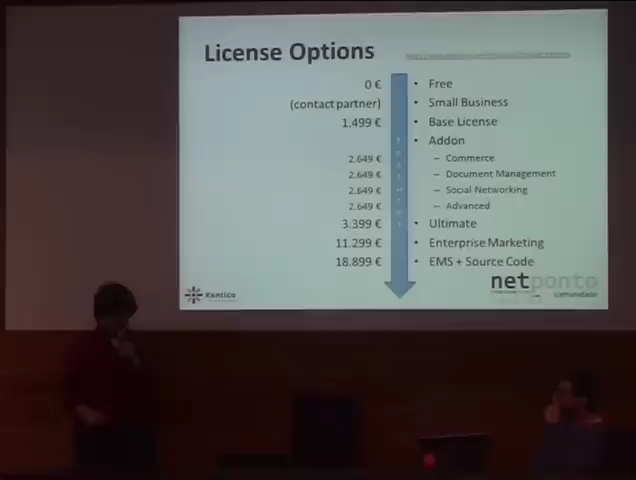 License Options
0 € • Free
(contact partner) • Small Business
1.499 € • Base License
• Addon
2.649 € – Commerce
2.649 € – Document Management
2.649 € – Social Networking
2.649 € – Advanced
3.399 € • Ultimate
11.299 € • Enterprise Marketing
18.899 € • EMS + Source Code
Kentico
netponto
comunidade